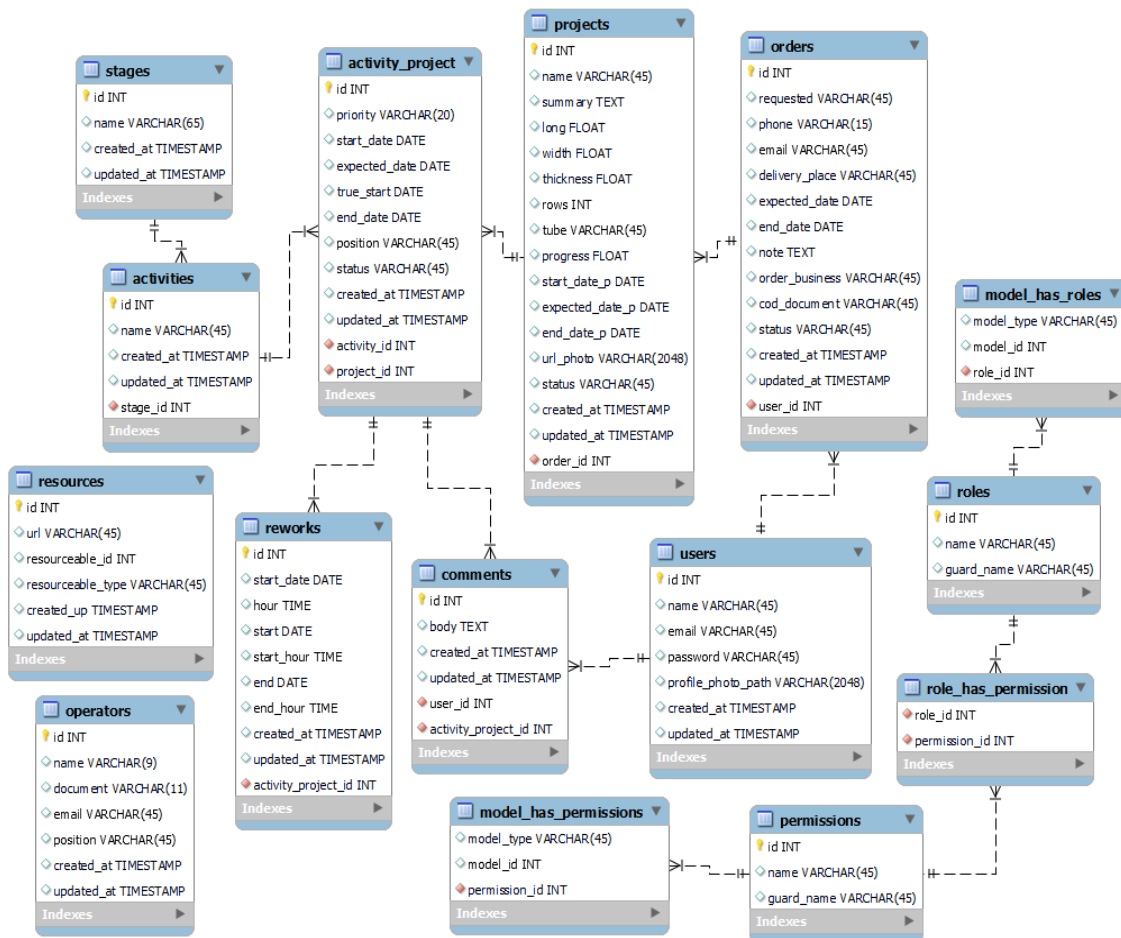 stages
id INT
name VARCHAR(65)
created_at TIMESTAMP
updated_at TIMESTAMP
Indexes
activities
id INT
name VARCHAR(45)
created_at TIMESTAMP
updated_at TIMESTAMP
stage_id INT
Indexes
activity_project
id INT
priority VARCHAR(20)
start_date DATE
expected_date DATE
true_start DATE
end_date DATE
position VARCHAR(45)
status VARCHAR(45)
created_at TIMESTAMP
updated_at TIMESTAMP
activity_id INT
project_id INT
Indexes
projects
id INT
name VARCHAR(45)
summary TEXT
long FLOAT
width FLOAT
thickness FLOAT
rows INT
tube VARCHAR(45)
progress FLOAT
start_date_p DATE
expected_date_p DATE
end_date_p DATE
url_photo VARCHAR(2048)
status VARCHAR(45)
created_at TIMESTAMP
updated_at TIMESTAMP
order_id INT
Indexes
orders
id INT
requested VARCHAR(45)
phone VARCHAR(15)
email VARCHAR(45)
delivery_place VARCHAR(45)
expected_date DATE
end_date DATE
note TEXT
order_business VARCHAR(45)
cod_document VARCHAR(45)
status VARCHAR(45)
created_at TIMESTAMP
updated_at TIMESTAMP
user_id INT
Indexes
model_has_roles
model_type VARCHAR(45)
model_id INT
role_id INT
Indexes
resources
id INT
url VARCHAR(45)
resourceable_id INT
resourceable_type VARCHAR(45)
created_up TIMESTAMP
updated_at TIMESTAMP
Indexes
reworks
id INT
start_date DATE
hour TIME
start DATE
start_hour TIME
end DATE
end_hour TIME
created_at TIMESTAMP
updated_at TIMESTAMP
activity_project_id INT
Indexes
comments
id INT
body TEXT
created_at TIMESTAMP
updated_at TIMESTAMP
user_id INT
activity_project_id INT
Indexes
users
id INT
name VARCHAR(45)
email VARCHAR(45)
password VARCHAR(45)
profile_photo_path VARCHAR(2048)
created_at TIMESTAMP
updated_at TIMESTAMP
Indexes
roles
id INT
name VARCHAR(45)
guard_name VARCHAR(45)
Indexes
role_has_permission
role_id INT
permission_id INT
Indexes
operators
id INT
name VARCHAR(9)
document VARCHAR(11)
email VARCHAR(45)
position VARCHAR(45)
created_at TIMESTAMP
updated_at TIMESTAMP
Indexes
model_has_permissions
model_type VARCHAR(45)
model_id INT
permission_id INT
Indexes
permissions
id INT
name VARCHAR(45)
guard_name VARCHAR(45)
Indexes